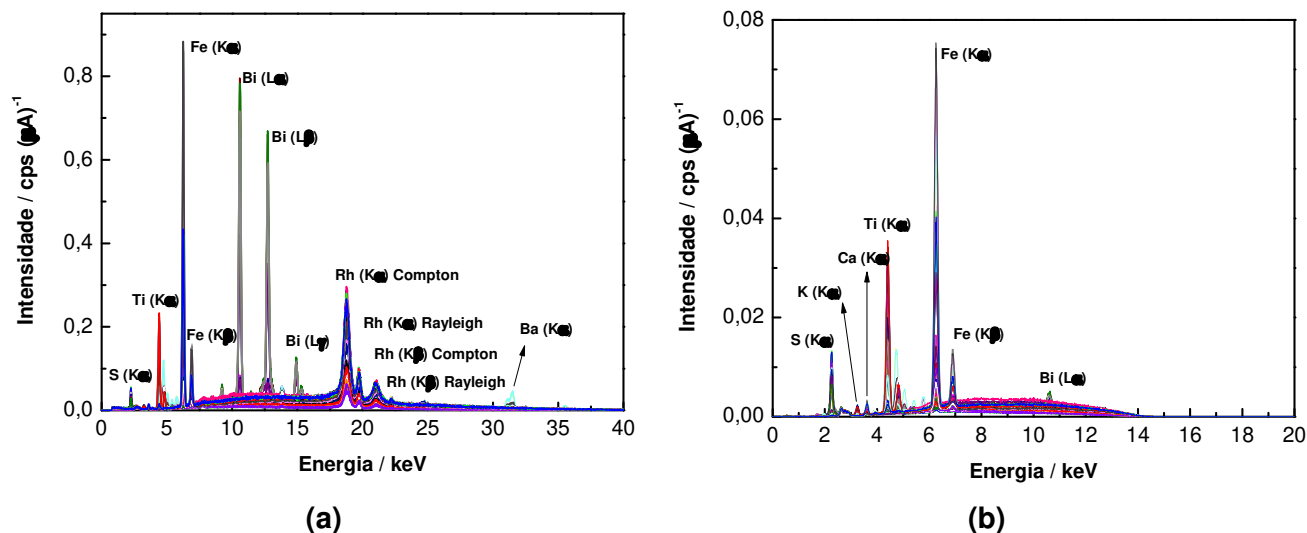 Intensidade / cps (μA)⁻¹
0,8
0,6
0,4
0,2
0,0
Fe (Kα)
Bi (Lα)
Bi (Lβ)
Ti (Kα)
S (Kα)
Fe (Kβ)
Bi (Lγ)
Rh (Kα) Compton
Rh (Kα) Rayleigh
Rh (Kβ) Compton
Rh (Kβ) Rayleigh
Ba (Kα)
0 5 10 15 20 25 30 35 40
Energia / keV
(a)
Intensidade / cps (μA)⁻¹
0,08
0,06
0,04
0,02
0,00
Fe (Kα)
Ti (Kα)
Ca (Kα)
K (Kα)
S (Kα)
Fe (Kβ)
Bi (Lα)
0 2 4 6 8 10 12 14 16 18 20
Energia / keV
(b)